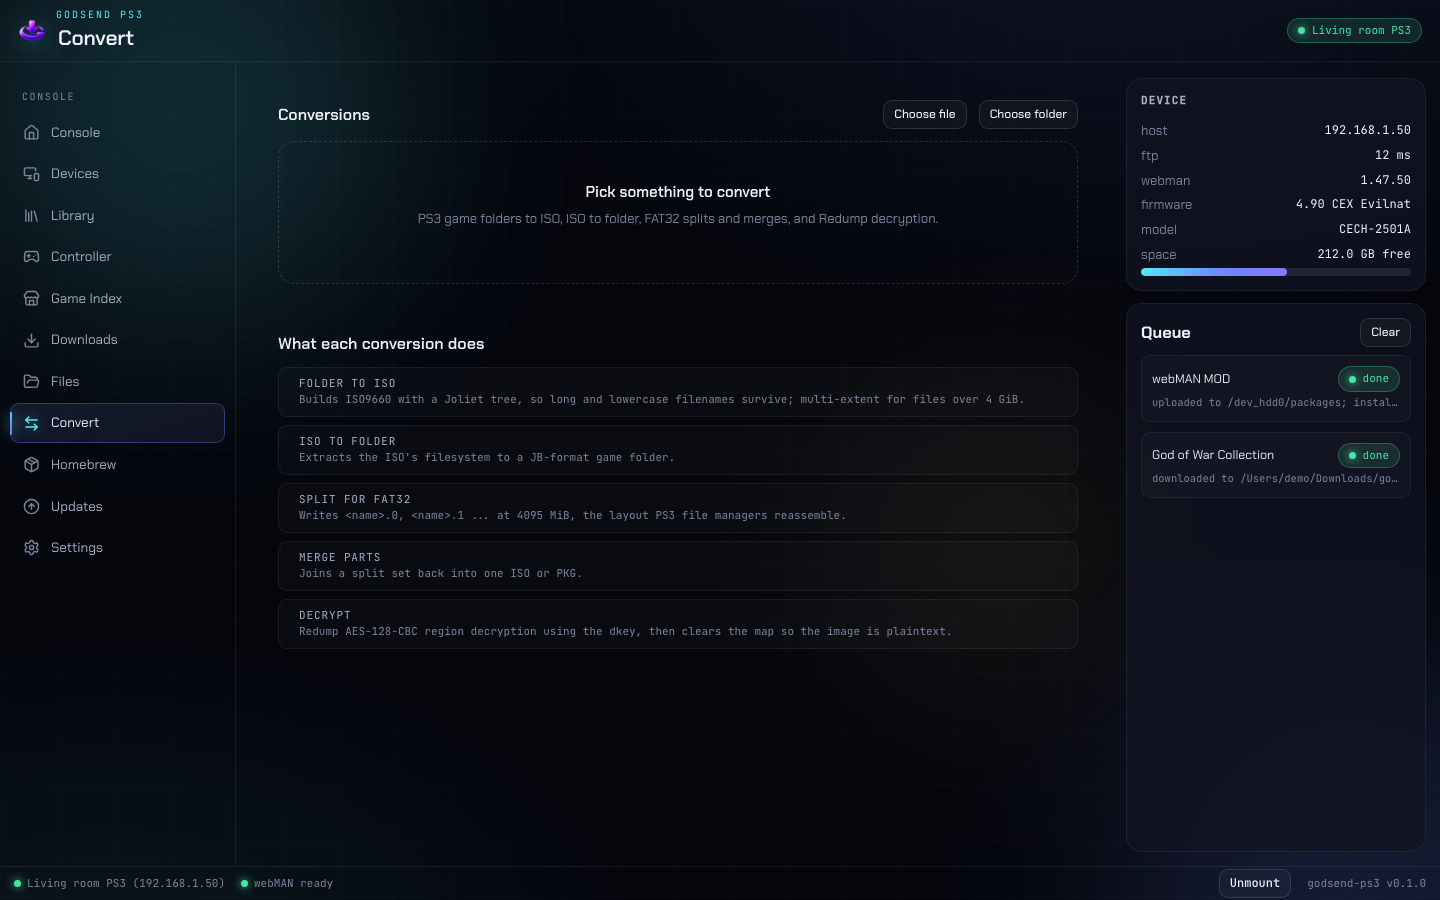 GODSEND PS3
Convert
Living room PS3
CONSOLE
Console
Devices
Library
Controller
Game Index
Downloads
Files
Convert
Homebrew
Updates
Settings
Conversions
Choose file
Choose folder
Pick something to convert
PS3 game folders to ISO, ISO to folder, FAT32 splits and merges, and Redump decryption.
What each conversion does
FOLDER TO ISO
Builds ISO9660 with a Joliet tree, so long and lowercase filenames survive; multi-extent for files over 4 GiB.
ISO TO FOLDER
Extracts the ISO's filesystem to a JB-format game folder.
SPLIT FOR FAT32
Writes <name>.0, <name>.1 ... at 4095 MiB, the layout PS3 file managers reassemble.
MERGE PARTS
Joins a split set back into one ISO or PKG.
DECRYPT
Redump AES-128-CBC region decryption using the dkey, then clears the map so the image is plaintext.
DEVICE
host 192.168.1.50
ftp 12 ms
webman 1.47.50
firmware 4.90 CEX Evilnat
model CECH-2501A
space 212.0 GB free
Queue
Clear
webMAN MOD
done
uploaded to /dev_hdd0/packages; instal…
God of War Collection
done
downloaded to /Users/demo/Downloads/go…
Living room PS3 (192.168.1.50)
webMAN ready
Unmount
godsend-ps3 v0.1.0